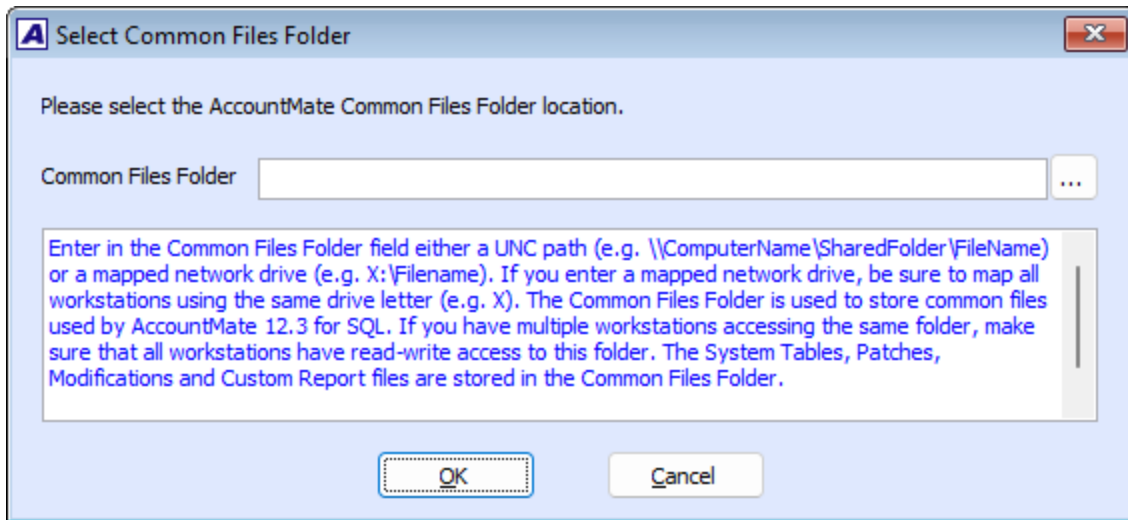 A Select Common Files Folder
Please select the AccountMate Common Files Folder location.
Common Files Folder
...
Enter in the Common Files Folder field either a UNC path (e.g. \\ComputerName\SharedFolder\FileName)
or a mapped network drive (e.g. X:\Filename). If you enter a mapped network drive, be sure to map all
workstations using the same drive letter (e.g. X). The Common Files Folder is used to store common files
used by AccountMate 12.3 for SQL. If you have multiple workstations accessing the same folder, make
sure that all workstations have read-write access to this folder. The System Tables, Patches,
Modifications and Custom Report files are stored in the Common Files Folder.
OK Cancel